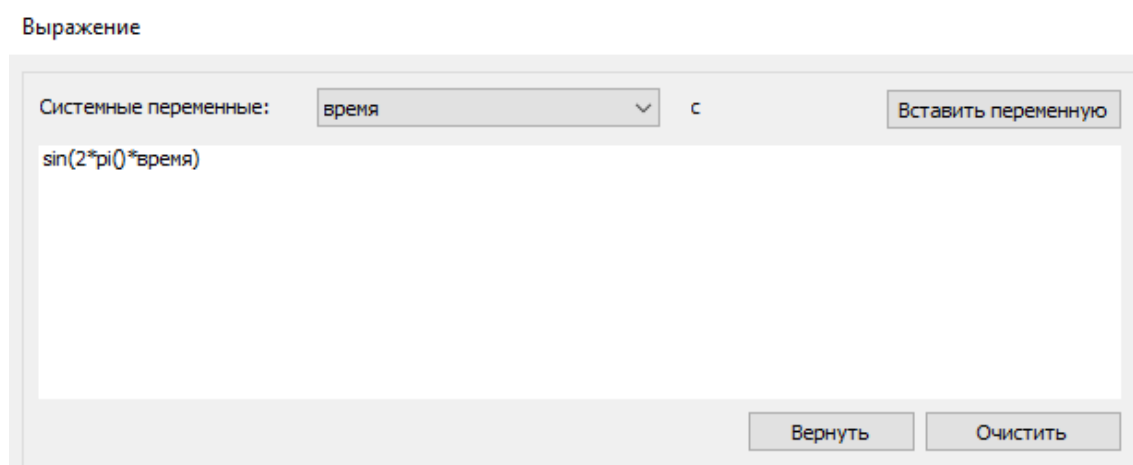 Выражение
Системные переменные: время с Вставить переменную
sin(2*pi()*время)
Вернуть Очистить